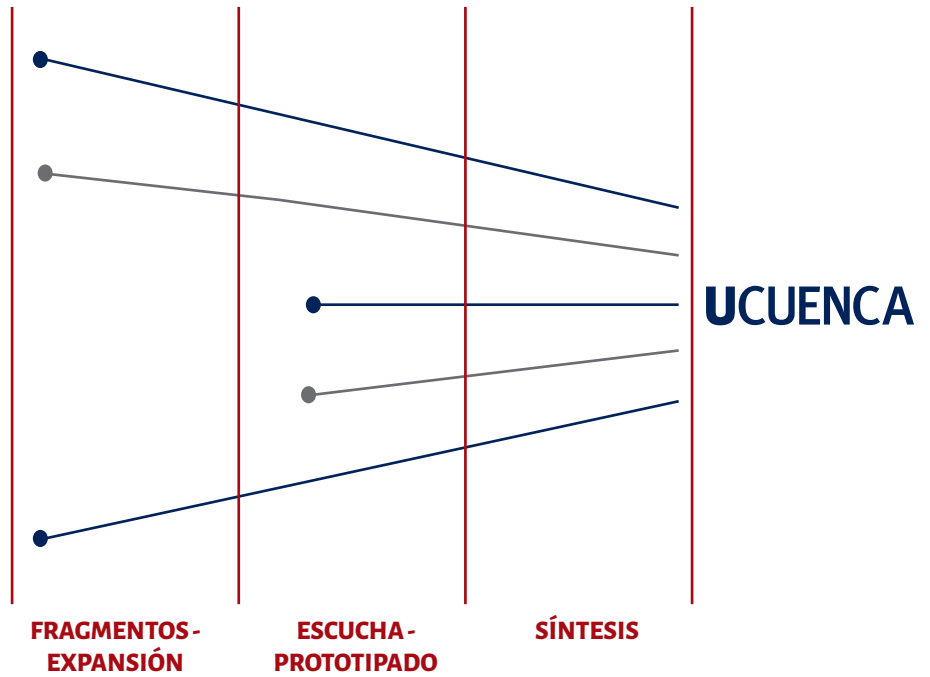 UCUENCA
FRAGMENTOS -
EXPANSIÓN
ESCUCHA -
PROTOTIPADO
SÍNTESIS